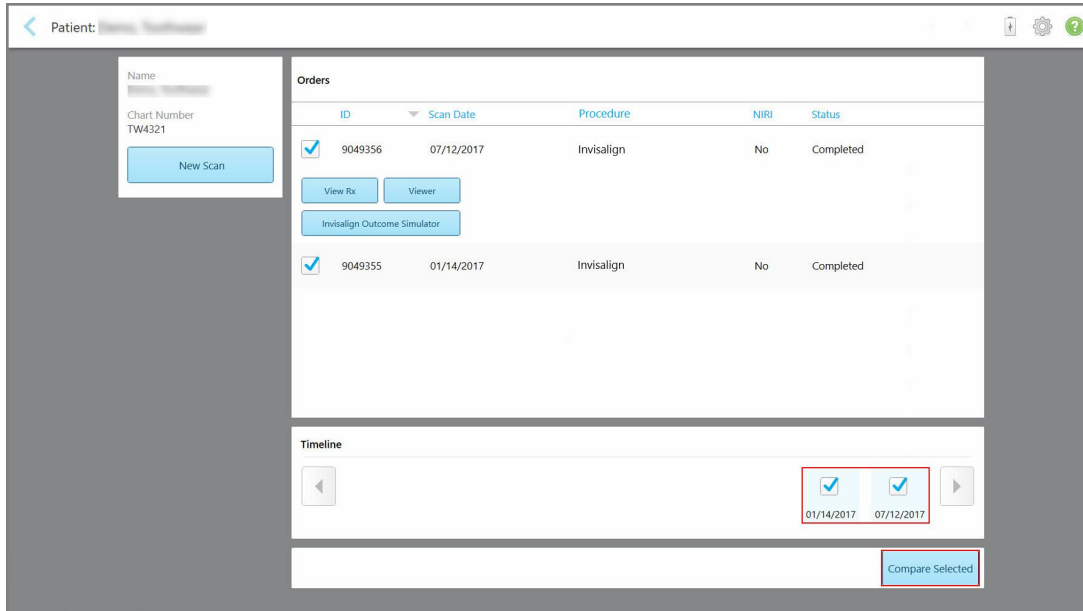 Patient:
Name
Chart Number
TW4321
New Scan
Orders
ID Scan Date Procedure NIRI Status
9049356 07/12/2017 Invisalign No Completed
View Rx Viewer
Invisalign Outcome Simulator
9049355 01/14/2017 Invisalign No Completed
Timeline
01/14/2017 07/12/2017
Compare Selected